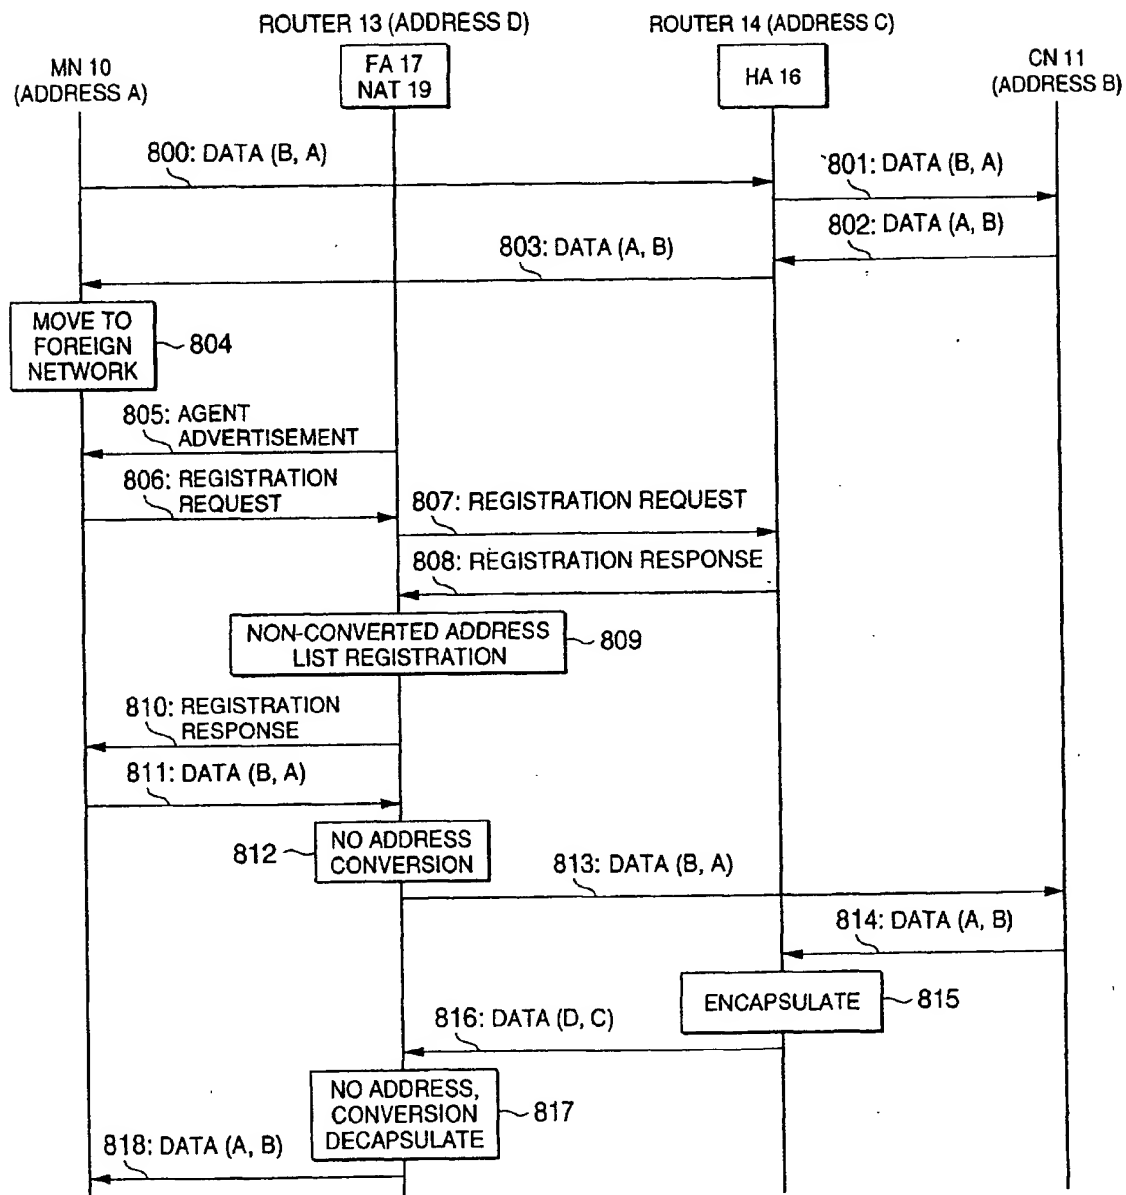 ROUTER 13 (ADDRESS D)
ROUTER 14 (ADDRESS C)
MN 10
(ADDRESS A)
FA 17
NAT 19
HA 16
CN 11
(ADDRESS B)
800: DATA (B, A)
801: DATA (B, A)
802: DATA (A, B)
803: DATA (A, B)
MOVE TO
FOREIGN
NETWORK
804
805: AGENT
ADVERTISEMENT
806: REGISTRATION
REQUEST
807: REGISTRATION REQUEST
808: REGISTRATION RESPONSE
NON-CONVERTED ADDRESS
LIST REGISTRATION
809
810: REGISTRATION
RESPONSE
811: DATA (B, A)
812
NO ADDRESS
CONVERSION
813: DATA (B, A)
814: DATA (A, B)
ENCAPSULATE
815
816: DATA (D, C)
NO ADDRESS,
CONVERSION
DECAPSULATE
817
818: DATA (A, B)